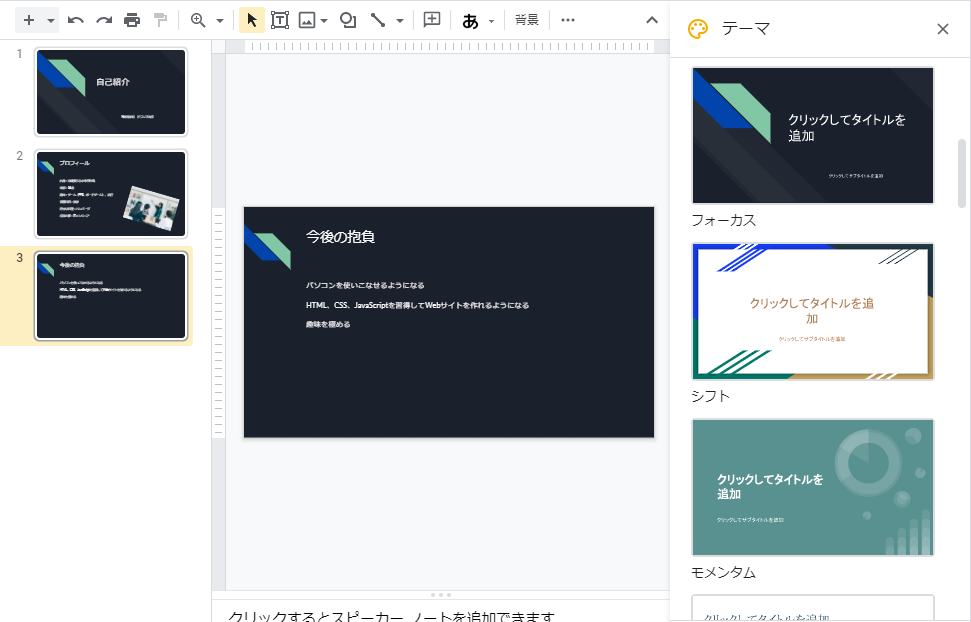 あ
背景
テーマ
1
自己紹介
2
プロフィール
3
今後の抱負
今後の抱負
パソコンを使いこなせるようになる
HTML、CSS、JavaScriptを習得してWebサイトを作れるようになる
趣味を極める
クリックするとスピーカー ノートを追加できます
クリックしてタイトルを
追加
クリックしてサブタイトルを追加
フォーカス
クリックしてタイトルを追
加
クリックしてサブタイトルを追加
シフト
クリックしてタイトルを
追加
クリックしてサブタイトルを追加
モメンタム
クリックしてタイトルを追加